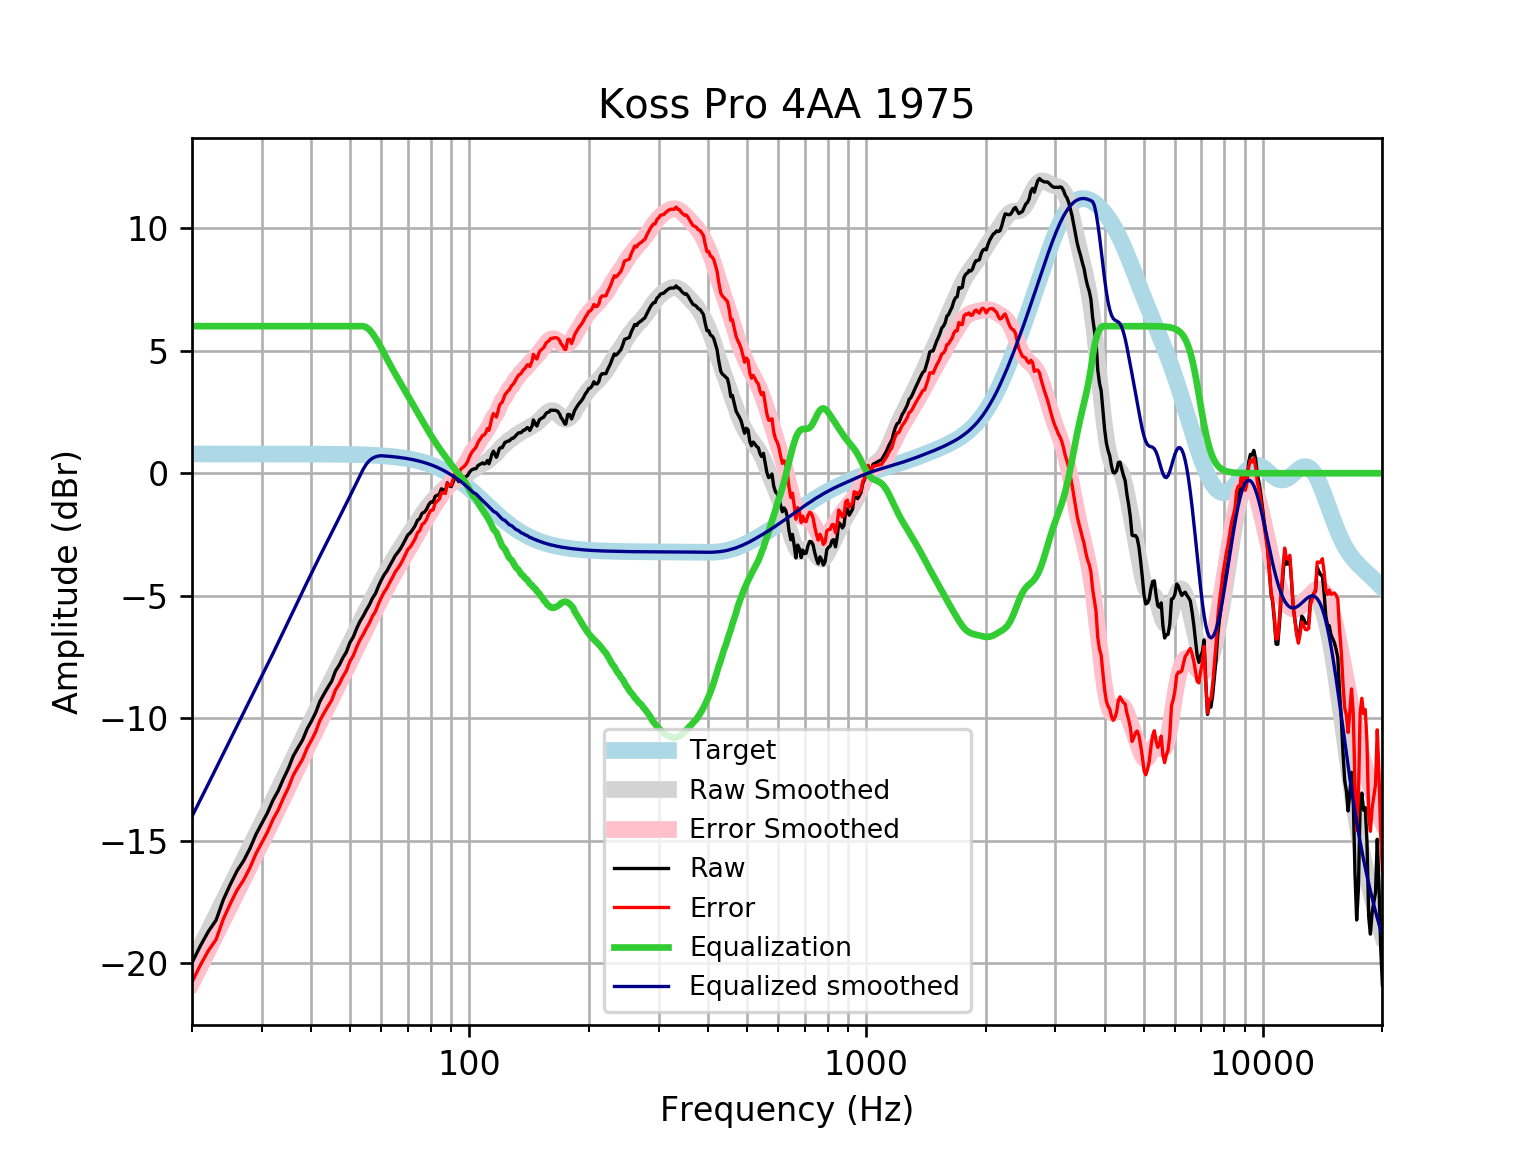 Koss Pro 4AA 1975
10
5
0
−5
−10
−15
−20
Amplitude (dBr)
Target
Raw Smoothed
Error Smoothed
Raw
Error
Equalization
Equalized smoothed
100
1000
10000
Frequency (Hz)